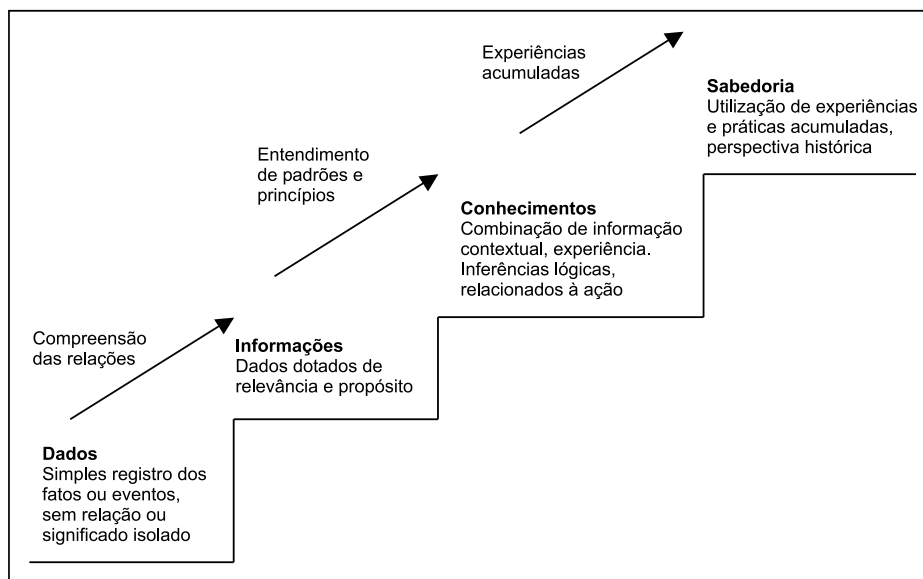 Experiências
acumuladas
Sabedoria
Utilização de experiências
e práticas acumuladas,
perspectiva histórica
Entendimento
de padrões e
princípios
Conhecimentos
Combinação de informação
contextual, experiência.
Inferências lógicas,
relacionados à ação
Compreensão
das relações
Informações
Dados dotados de
relevância e propósito
Dados
Simples registro dos
fatos ou eventos,
sem relação ou
significado isolado